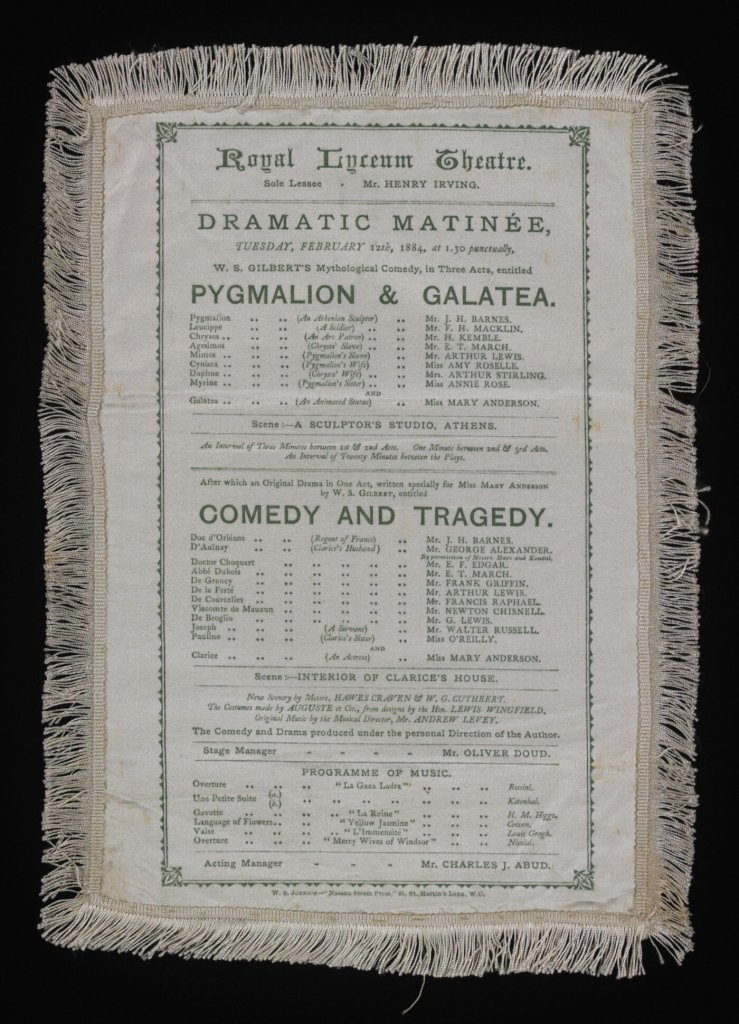 Royal Lyceum Theatre.
Sole Lessee - Mr. HENRY IRVING.
DRAMATIC MATINÉE,
TUESDAY, FEBRUARY 12th, 1884, at 1.30 punctually,
W. S. GILBERT'S Mythological Comedy, in Three Acts, entitled
PYGMALION & GALATEA.
Pygmalion .. .. (An Athenian Sculptor) .. Mr. J. H. BARNES.
Leucippe .. .. (A Soldier) .. .. Mr. F. H. MACKLIN.
Chrysos .. .. .. (An Art Patron) .. .. Mr. H. KEMBLE.
Agesimos .. .. (Chrysos' Slave) .. .. Mr. E. T. MARCH.
Mimos .. .. .. (Pygmalion's Slave) .. Mr. ARTHUR LEWIS.
Cynisca .. .. (Pygmalion's Wife) .. Miss AMY ROSELLE.
Daphne .. .. .. (Chrysos' Wife) .. .. Mrs. ARTHUR STIRLING.
Myrine .. .. .. (Pygmalion's Sister) .. .. Miss ANNIE ROSE.
AND
Galatea .. .. .. (An Animated Statue) .. Miss MARY ANDERSON.
Scene:—A SCULPTOR'S STUDIO, ATHENS.
An Interval of Three Minutes between 1st & 2nd Acts. One Minute between 2nd & 3rd Acts.
An Interval of Twenty Minutes between the Plays.
After which an Original Drama in One Act, written specially for Miss MARY ANDERSON
by W. S. GILBERT, entitled
COMEDY AND TRAGEDY.
Duc d'Orléans .. .. (Regent of France) .. Mr. J. H. BARNES.
D'Aulnay .. .. (Clarice's Husband) .. Mr. GEORGE ALEXANDER.
By permission of Messrs. Hare and Kendal.
Doctor Choquart .. .. .. .. .. Mr. E. F. EDGAR.
Abbé Dubois .. .. .. .. .. .. Mr. E. T. MARCH.
De Grancy .. .. .. .. .. .. Mr. FRANK GRIFFIN.
De la Ferté .. .. .. .. .. .. Mr. ARTHUR LEWIS.
De Courcelles .. .. .. .. .. .. Mr. FRANCIS RAPHAEL.
Viscomte de Mauzun .. .. .. .. .. Mr. NEWTON CHISNELL.
De Broglio .. .. .. .. .. .. Mr. G. LEWIS.
Joseph .. .. .. (A Servant) .. Mr. WALTER RUSSELL.
Pauline .. .. .. (Clarice's Sister) .. Miss O'REILLY.
AND
Clarice .. .. .. (An Actress) .. Miss MARY ANDERSON.
Scene:—INTERIOR OF CLARICE'S HOUSE.
New Scenery by Messrs. HAWES CRAVEN & W. G. CUTHBERT.
The Costumes made by AUGUSTE et Cie., from designs by the Hon. LEWIS WINGFIELD.
Original Music by the Musical Director, Mr. ANDREW LEVEY.
The Comedy and Drama produced under the personal Direction of the Author.
Stage Manager - - - - Mr. OLIVER DOUD.
PROGRAMME OF MUSIC.
Overture .. .. .. "La Gaza Ladra" .. .. .. Rossini.
Une Petite Suite (a.) (b.) .. .. .. .. .. .. Ketenhal.
Gavotte .. .. .. "La Reine" .. .. .. H. M. Higgs.
Language of Flowers.. .. "Yellow Jasmine" .. .. .. Cowen.
Valse .. .. .. "L'Immensité" .. .. .. Louis Gregh.
Overture .. .. .. "Merry Wives of Windsor" .. .. Nicolai.
Acting Manager - - - Mr. CHARLES J. ABUD.
W. S. JOHNSON—"Nassau Steam Press," 60, St. Martin's Lane, W.C.